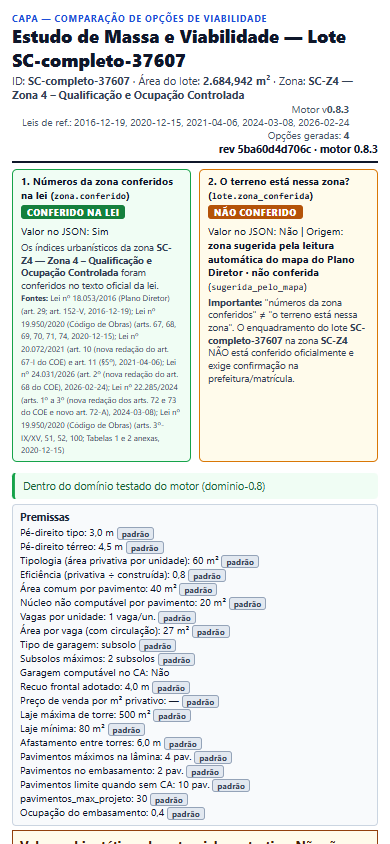 CAPA — COMPARAÇÃO DE OPÇÕES DE VIABILIDADE
Estudo de Massa e Viabilidade — Lote
SC-completo-37607
ID: SC-completo-37607 · Área do lote: 2.684,942 m² · Zona: SC-Z4 —
Zona 4 – Qualificação e Ocupação Controlada
Motor v0.8.3
Leis de ref.: 2016-12-19, 2020-12-15, 2021-04-06, 2024-03-08, 2026-02-24
Opções geradas: 4
rev 5ba60d4d706c · motor 0.8.3
1. Números da zona conferidos
na lei (zona.conferido)
CONFERIDO NA LEI
Valor no JSON: Sim
Os índices urbanísticos da zona SC-
Z4 — Zona 4 – Qualificação e
Ocupação Controlada foram
conferidos no texto oficial da lei.
Fontes: Lei nº 18.053/2016 (Plano Diretor)
(art. 29; art. 152-V, 2016-12-19); Lei nº
19.950/2020 (Código de Obras) (arts. 67, 68,
69, 70, 71, 74, 2020-12-15); Lei nº
20.072/2021 (art. 10 (nova redação do art.
67-I do COE) e art. 11 (§5º), 2021-04-06); Lei
nº 24.031/2026 (art. 2º (nova redação do art.
68 do COE), 2026-02-24); Lei nº 22.285/2024
(arts. 1º a 3º (nova redação dos arts. 72 e 73
do COE e novo art. 72-A), 2024-03-08); Lei nº
19.950/2020 (Código de Obras) (arts. 3º-
IX/XV, 51, 52, 100; Tabelas 1 e 2 anexas,
2020-12-15)
2. O terreno está nessa zona?
(lote.zona_conferida)
NÃO CONFERIDO
Valor no JSON: Não | Origem:
zona sugerida pela leitura
automática do mapa do Plano
Diretor · não conferida
(sugerida_pelo_mapa)
Importante: "números da zona
conferidos" ≠ "o terreno está nessa
zona". O enquadramento do lote SC-
completo-37607 na zona SC-Z4
NÃO está conferido oficialmente e
exige confirmação na
prefeitura/matrícula.
Dentro do domínio testado do motor (dominio-0.8)
Premissas
Pé-direito tipo: 3,0 m padrão
Pé-direito térreo: 4,5 m padrão
Tipologia (área privativa por unidade): 60 m² padrão
Eficiência (privativa ÷ construída): 0,8 padrão
Área comum por pavimento: 40 m² padrão
Núcleo não computável por pavimento: 20 m² padrão
Vagas por unidade: 1 vaga/un. padrão
Área por vaga (com circulação): 27 m² padrão
Tipo de garagem: subsolo padrão
Subsolos máximos: 2 subsolos padrão
Garagem computável no CA: Não
Recuo frontal adotado: 4,0 m padrão
Preço de venda por m² privativo: — padrão
Laje máxima de torre: 500 m² padrão
Laje mínima: 80 m² padrão
Afastamento entre torres: 6,0 m padrão
Pavimentos máximos na lâmina: 4 pav. padrão
Pavimentos no embasamento: 2 pav. padrão
Pavimentos limite quando sem CA: 10 pav. padrão
pavimentos_max_projeto: 30 padrão
Ocupação do embasamento: 0,4 padrão